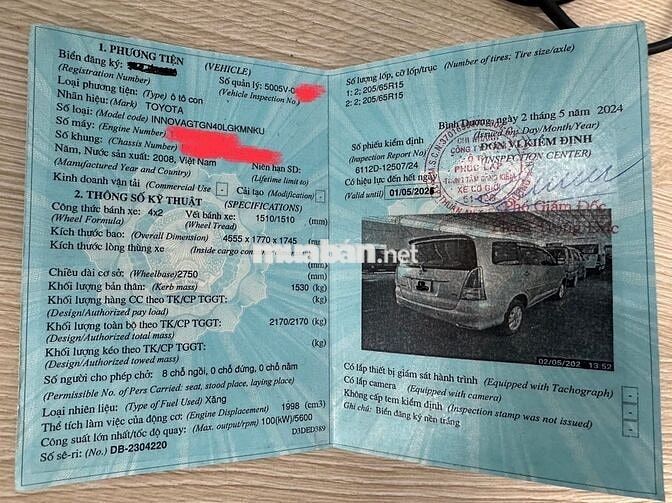 1. PHƯƠNG TIỆN (VEHICLE)
Biển đăng ký:
(Registration Number) Số quản lý: 5005V-0
Loại phương tiện: (Type) ô tô con (Vehicle Inspection No
Nhãn hiệu: (Mark) TOYOTA
Số loại: (Model code) INNOVAGTGN40LGKMNKU
Số máy: (Engine Number)
Số khung: (Chassis Number)
Năm, Nước sản xuất: 2008, Việt Nam Niên hạn SD:
(Manufactured Year and Country) (Lifetime limit to)
Kinh doanh vận tải (Commercial Use) - Cải tạo (Modification) -
2. THÔNG SỐ KỸ THUẬT (SPECIFICATIONS)
Công thức bánh xe: 4x2 Vết bánh xe: 1510/1510 (mm)
(Wheel Formula) (Wheel Tread)
Kích thước bao: (Overall Dimension) 4555 x 1770 x 1745 (mm)
Kích thước lòng thùng xe (Inside cargo con
Chiều dài cơ sở: (Wheelbase) 2750 (mm)
Khối lượng bản thân: (Kerb mass) 1530 (kg)
Khối lượng hàng CC theo TK/CP TGGT: (kg)
(Design/Authorized pay load)
Khối lượng toàn bộ theo TK/CP TGGT: 2170/2170 (kg)
(Design/Authorized total mass)
Khối lượng kéo theo TK/CP TGGT: (kg)
(Design/Authorized towed mass)
Số người cho phép chở: 8 chỗ ngồi, 0 chỗ đứng, 0 chỗ nằm
(Permissible No. of Pers Carried: seat, stood place, laying place)
Loại nhiên liệu: (Type of Fuel Used) Xăng
Thể tích làm việc của động cơ: (Engine Displacement) 1998 (cm3)
Công suất lớn nhất/tốc độ quay: (Max. output/rpm) 100(kW)/5600
D3DED389
Số sê-ri: (No) DB-2304220
Số lượng lốp, cỡ lốp/trục (Number of tires; Tire size/axle)
1: 2; 205/65R15
2: 2; 205/65R15
Bình Dương, ngày 2 tháng 5 năm 2024
(Issued by: Day/Month/Year)
Số phiếu kiểm định ĐƠN VỊ KIỂM ĐỊNH
(Inspection Report No) (INSPECTION CENTER)
6112D-12507/24
Có hiệu lực đến hết ngày
(Valid until) 01/05/2025
Phó Giám Đốc
muaban.net
02/05/202 13:52
Có lắp thiết bị giám sát hành trình (Equipped with Tachograph) -
Có lắp camera (Equipped with camera) -
Không cấp tem kiểm định (Inspection stamp was not issued) -
Ghi chú: Biển đăng ký nền trắng